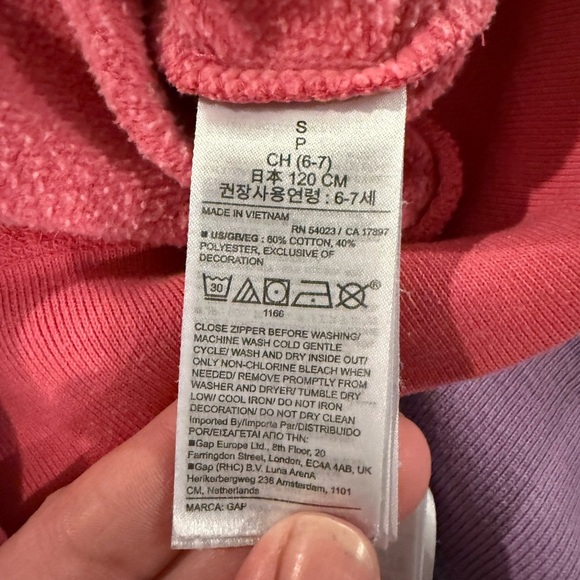 S
P
CH (6-7)
日本 120 CM
권장사용연령 : 6-7세
MADE IN VIETNAM
RN 54023 / CA 17897
■ US/GB/EG : 60% COTTON, 40%
POLYESTER, EXCLUSIVE OF
DECORATION
30
®
1166
CLOSE ZIPPER BEFORE WASHING/
MACHINE WASH COLD GENTLE
CYCLE/ WASH AND DRY INSIDE OUT/
ONLY NON-CHLORINE BLEACH WHEN
NEEDED/ REMOVE PROMPTLY FROM
WASHER AND DRYER/ TUMBLE DRY
LOW/ COOL IRON/ DO NOT IRON
DECORATION/ DO NOT DRY CLEAN
Imported By/Importe Par/DISTRIBUIDO
POR/ΕΙΣΑΓΕΤΑΙ ΑΠΟ ΤΗΝ:
■Gap Europe Ltd., 8th Floor, 20
Farringdon Street, London, EC4A 4AB, UK
■Gap (RHC) B.V. Luna ArenA
Herikerbergweg 238 Amsterdam, 1101
CM, Netherlands
MARCA: GAP